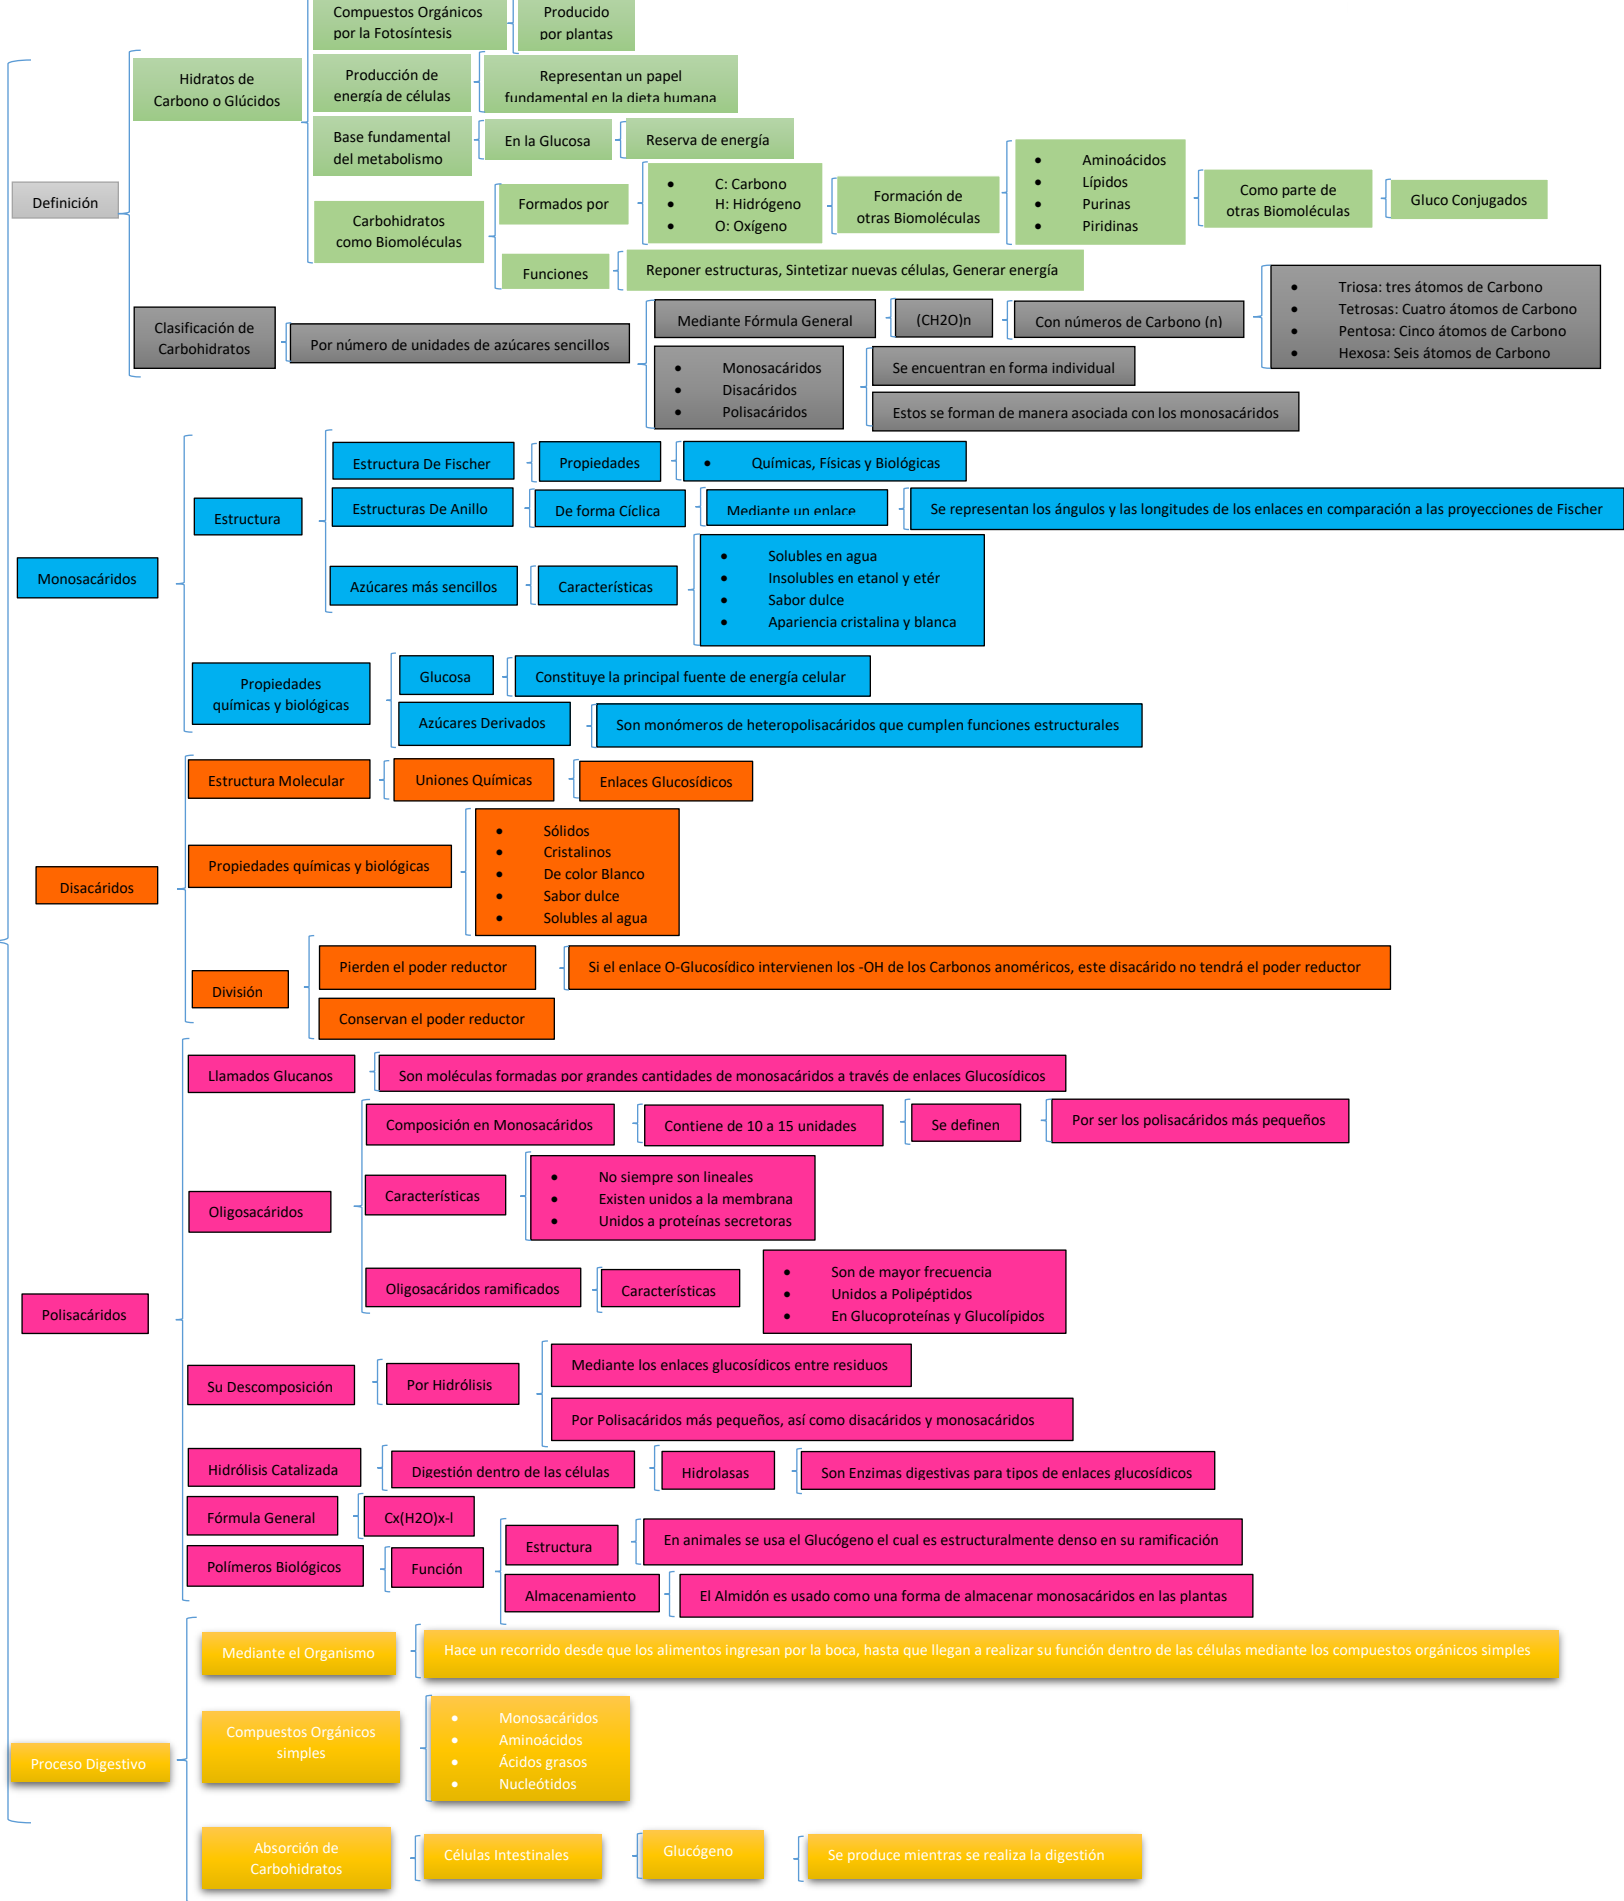 Compuestos Orgánicos
por la Fotosíntesis
Producido
por plantas
Hidratos de
Carbono o Glúcidos
Producción de
energía de células
Representan un papel
fundamental en la dieta humana
Base fundamental
del metabolismo
En la Glucosa
Reserva de energía
Definición
Carbohidratos
como Biomoléculas
Formados por
• C: Carbono
• H: Hidrógeno
• O: Oxígeno
Formación de
otras Biomoléculas
• Aminoácidos
• Lípidos
• Purinas
• Piridinas
Como parte de
otras Biomoléculas
Gluco Conjugados
Funciones
Reponer estructuras, Sintetizar nuevas células, Generar energía
Clasificación de
Carbohidratos
Por número de unidades de azúcares sencillos
Mediante Fórmula General
(CH2O)n
Con números de Carbono (n)
• Triosa: tres átomos de Carbono
• Tetrosas: Cuatro átomos de Carbono
• Pentosa: Cinco átomos de Carbono
• Hexosa: Seis átomos de Carbono
• Monosacáridos
• Disacáridos
• Polisacáridos
Se encuentran en forma individual
Estos se forman de manera asociada con los monosacáridos
Monosacáridos
Estructura
Estructura De Fischer
Propiedades
• Químicas, Físicas y Biológicas
Estructuras De Anillo
De forma Cíclica
Mediante un enlace
Se representan los ángulos y las longitudes de los enlaces en comparación a las proyecciones de Fischer
Azúcares más sencillos
Características
• Solubles en agua
• Insolubles en etanol y etér
• Sabor dulce
• Apariencia cristalina y blanca
Propiedades
químicas y biológicas
Glucosa
Constituye la principal fuente de energía celular
Azúcares Derivados
Son monómeros de heteropolisacáridos que cumplen funciones estructurales
Disacáridos
Estructura Molecular
Uniones Químicas
Enlaces Glucosídicos
Propiedades químicas y biológicas
• Sólidos
• Cristalinos
• De color Blanco
• Sabor dulce
• Solubles al agua
División
Pierden el poder reductor
Si el enlace O-Glucosídico intervienen los -OH de los Carbonos anoméricos, este disacárido no tendrá el poder reductor
Conservan el poder reductor
Polisacáridos
Llamados Glucanos
Son moléculas formadas por grandes cantidades de monosacáridos a través de enlaces Glucosídicos
Oligosacáridos
Composición en Monosacáridos
Contiene de 10 a 15 unidades
Se definen
Por ser los polisacáridos más pequeños
Características
• No siempre son lineales
• Existen unidos a la membrana
• Unidos a proteínas secretoras
Oligosacáridos ramificados
Características
• Son de mayor frecuencia
• Unidos a Polipéptidos
• En Glucoproteínas y Glucolípidos
Su Descomposición
Por Hidrólisis
Mediante los enlaces glucosídicos entre residuos
Por Polisacáridos más pequeños, así como disacáridos y monosacáridos
Hidrólisis Catalizada
Digestión dentro de las células
Hidrolasas
Son Enzimas digestivas para tipos de enlaces glucosídicos
Fórmula General
Cx(H2O)x-l
Polímeros Biológicos
Función
Estructura
En animales se usa el Glucógeno el cual es estructuralmente denso en su ramificación
Almacenamiento
El Almidón es usado como una forma de almacenar monosacáridos en las plantas
Proceso Digestivo
Mediante el Organismo
Hace un recorrido desde que los alimentos ingresan por la boca, hasta que llegan a realizar su función dentro de las células mediante los compuestos orgánicos simples
Compuestos Orgánicos
simples
• Monosacáridos
• Aminoácidos
• Ácidos grasos
• Nucleótidos
Absorción de
Carbohidratos
Células Intestinales
Glucógeno
Se produce mientras se realiza la digestión